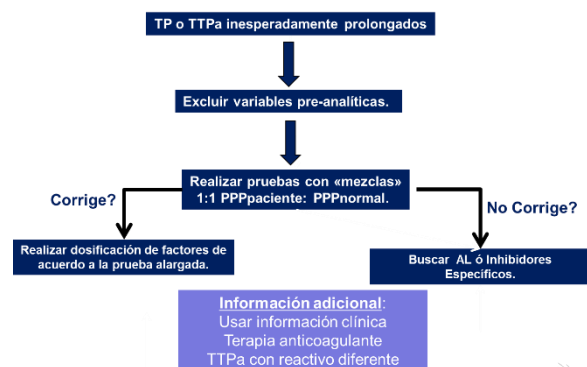 TP o TTPa inesperadamente prolongados
Excluir variables pre-analíticas.
Realizar pruebas con «mezclas»
1:1 PPPpaciente: PPPnormal.
Corrige?
No Corrige?
Realizar dosificación de factores de
acuerdo a la prueba alargada.
Buscar AL ó Inhibidores
Especificos.
Información adicional:
Usar información clínica
Terapia anticoagulante
TTPa con reactivo diferente